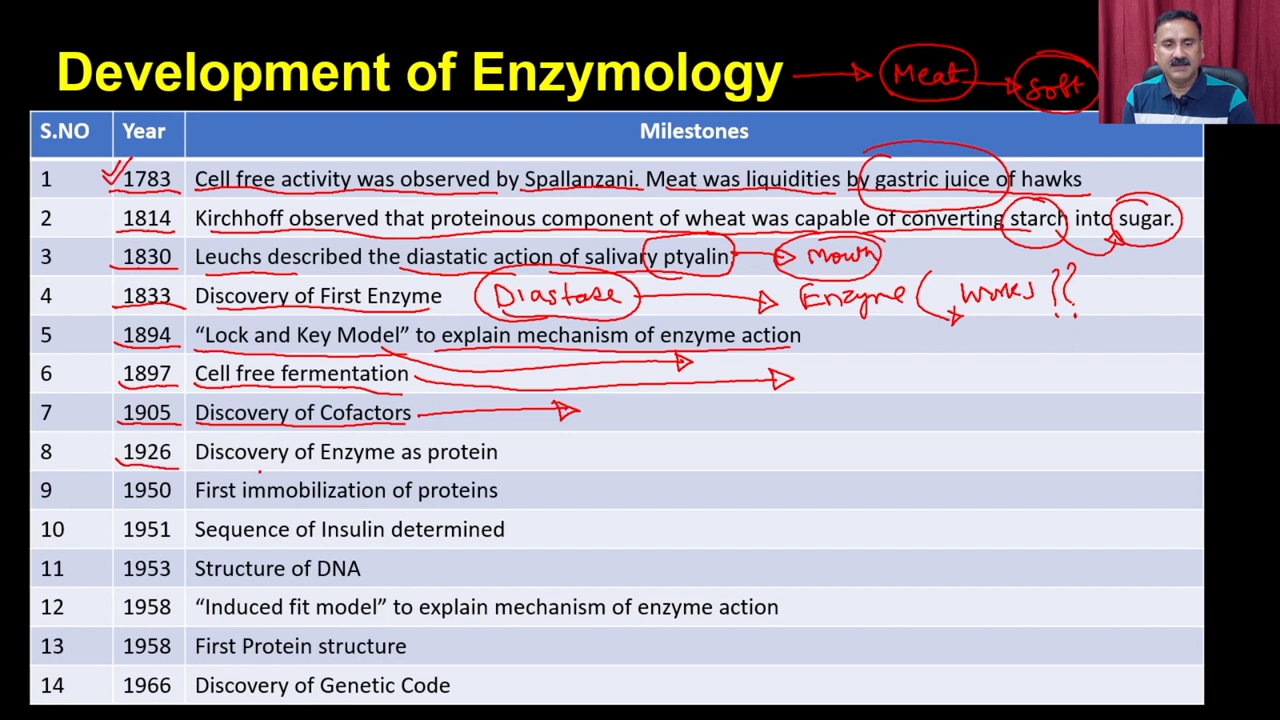 Development of Enzymology Meat Soft
S.NO Year Milestones
1 1783 Cell free activity was observed by Spallanzani. Meat was liquidities by gastric juice of hawks
2 1814 Kirchhoff observed that proteinous component of wheat was capable of converting starch into sugar.
3 1830 Leuchs described the diastatic action of salivary ptyalin Mouth
4 1833 Discovery of First Enzyme Diastase Enzyme works??
5 1894 “Lock and Key Model” to explain mechanism of enzyme action
6 1897 Cell free fermentation
7 1905 Discovery of Cofactors
8 1926 Discovery of Enzyme as protein
9 1950 First immobilization of proteins
10 1951 Sequence of Insulin determined
11 1953 Structure of DNA
12 1958 “Induced fit model” to explain mechanism of enzyme action
13 1958 First Protein structure
14 1966 Discovery of Genetic Code